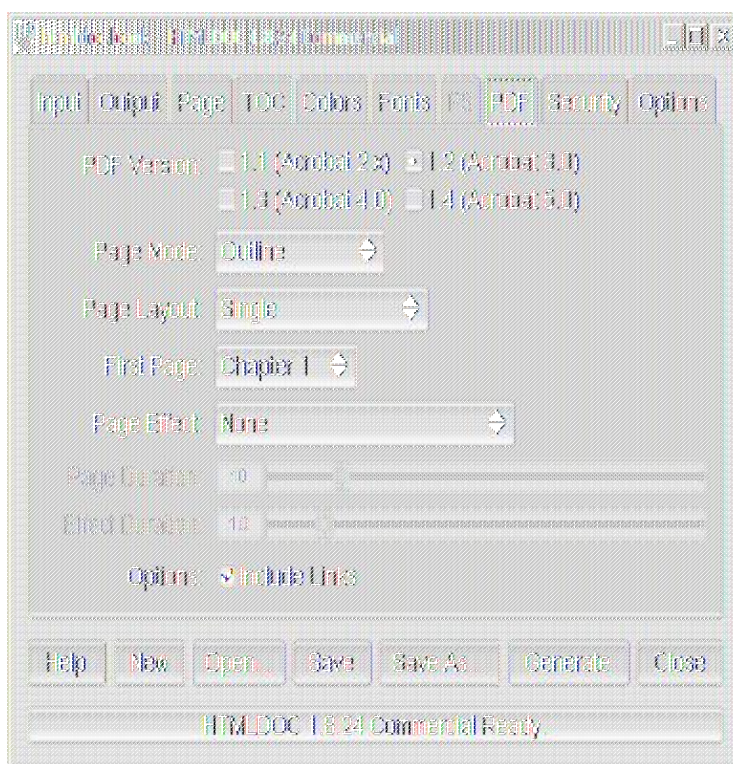 HTMLDOC 1.8.24 Commercial
Input Output Page TOC Colors Fonts PS PDF Security Options
PDF Version: 1.1 (Acrobat 2.x) 1.2 (Acrobat 3.0)
1.3 (Acrobat 4.0) 1.4 (Acrobat 5.0)
Page Mode: Outline
Page Layout: Single
First Page: Chapter 1
Page Effect: None
Page Duration: 10
Effect Duration: 1.0
Options: Include Links
Help New Open... Save Save As... Generate Close
HTMLDOC 1.8.24 Commercial Ready.